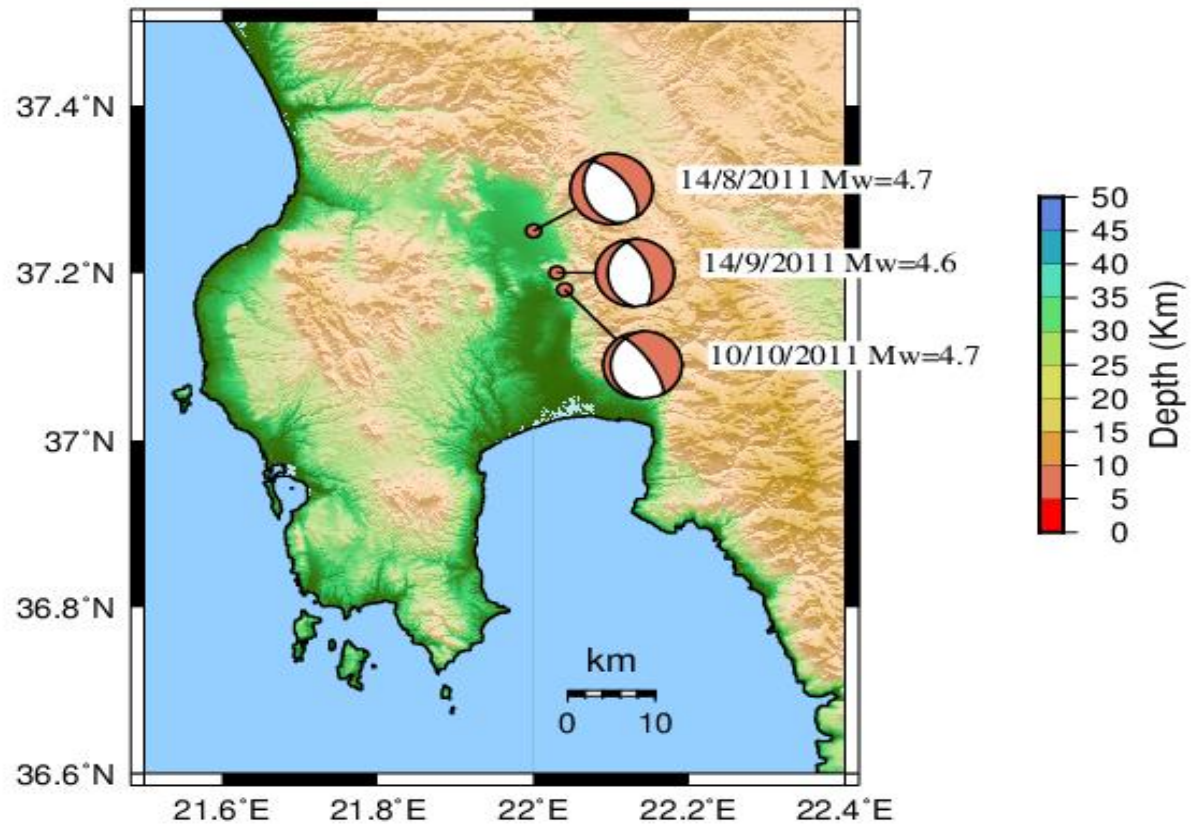 37.4°N
37.2°N
37°N
36.8°N
36.6°N
21.6°E
21.8°E
22°E
22.2°E
22.4°E
14/8/2011 Mw=4.7
14/9/2011 Mw=4.6
10/10/2011 Mw=4.7
km
0 10
50
45
40
35
30
25
20
15
10
5
0
Depth (Km)